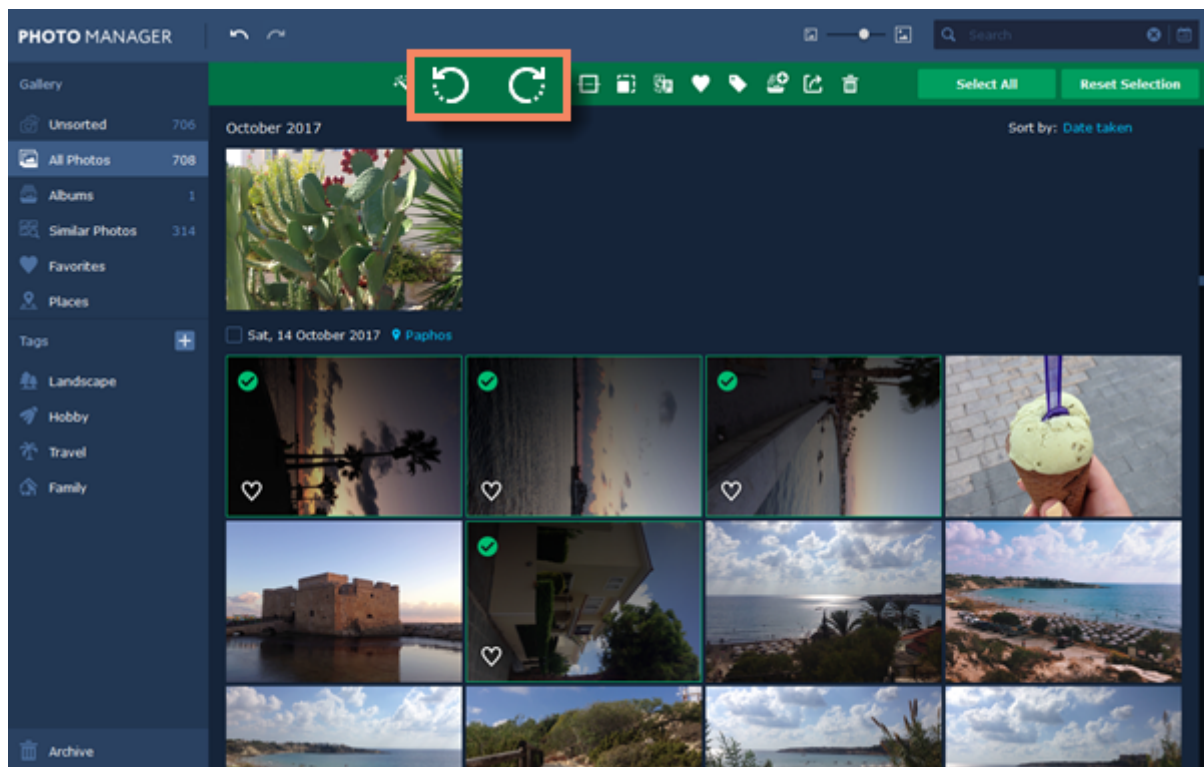 PHOTO MANAGER
Search
Gallery
Select All
Reset Selection
Unsorted 706
October 2017
Sort by: Date taken
All Photos 708
Albums 1
Similar Photos 314
Favorites
Places
Sat, 14 October 2017 Paphos
Tags
Landscape
Hobby
Travel
Family
Archive